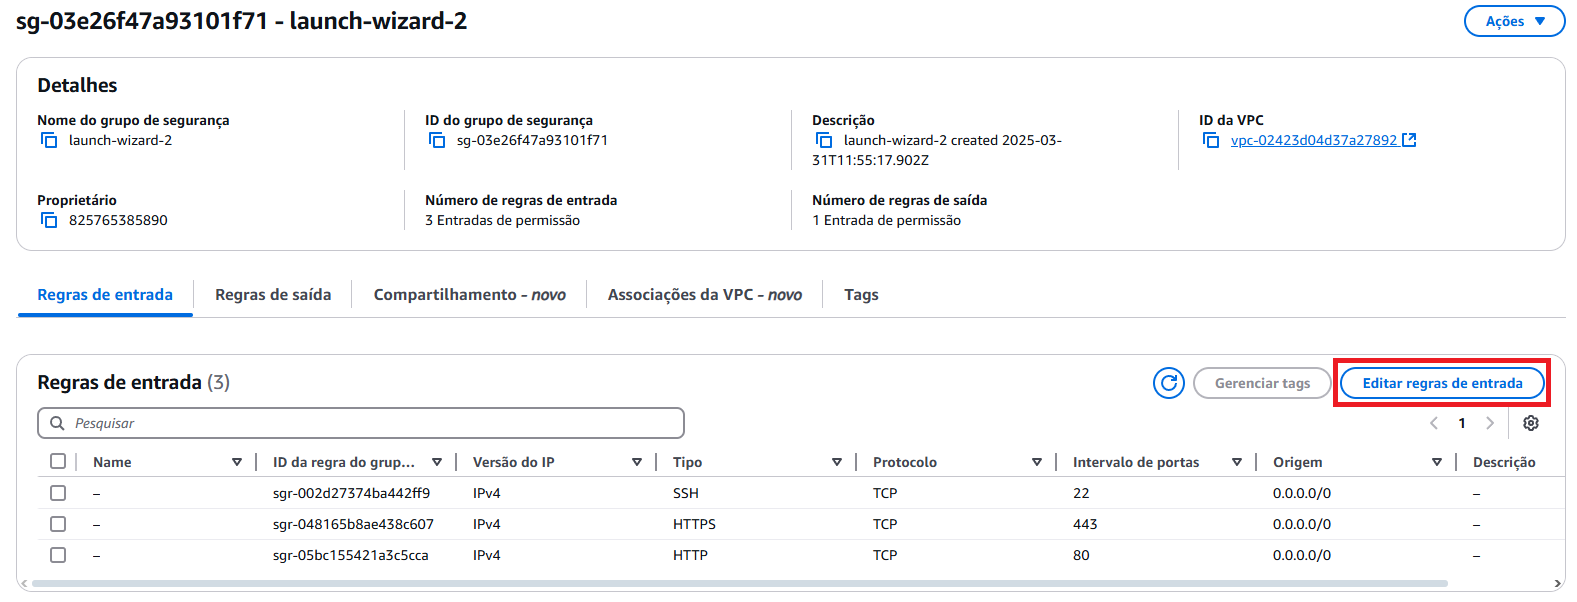 sg-03e26f47a93101f71 - launch-wizard-2
Ações
Detalhes
Nome do grupo de segurança
launch-wizard-2
ID do grupo de segurança
sg-03e26f47a93101f71
Descrição
launch-wizard-2 created 2025-03-
31T11:55:17.902Z
ID da VPC
vpc-02423d04d37a27892
Proprietário
825765385890
Número de regras de entrada
3 Entradas de permissão
Número de regras de saída
1 Entrada de permissão
Regras de entrada Regras de saída Compartilhamento - novo Associações da VPC - novo Tags
Regras de entrada (3)
Gerenciar tags
Editar regras de entrada
Pesquisar
1
Name ID da regra do grup... Versão do IP Tipo Protocolo Intervalo de portas Origem Descrição
– sgr-002d27374ba442ff9 IPv4 SSH TCP 22 0.0.0.0/0 –
– sgr-048165b8ae438c607 IPv4 HTTPS TCP 443 0.0.0.0/0 –
– sgr-05bc155421a3c5cca IPv4 HTTP TCP 80 0.0.0.0/0 –